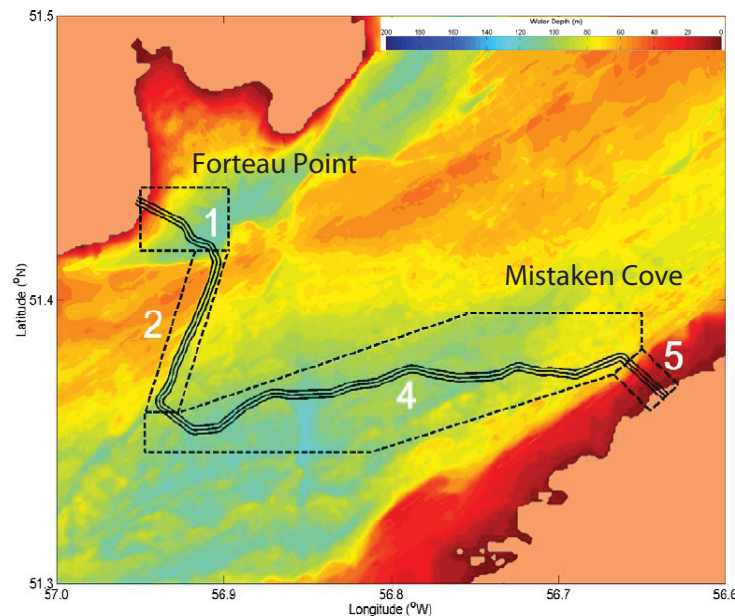 51.5
Water Depth (m)
200 180 160 140 120 100 80 60 40 29 0
Forteau Point
1
Latitude (°N)
51.4
Mistaken Cove
2
5
4
51.3
57.0 56.9 56.8 56.7 56.6
Longitude (°W)